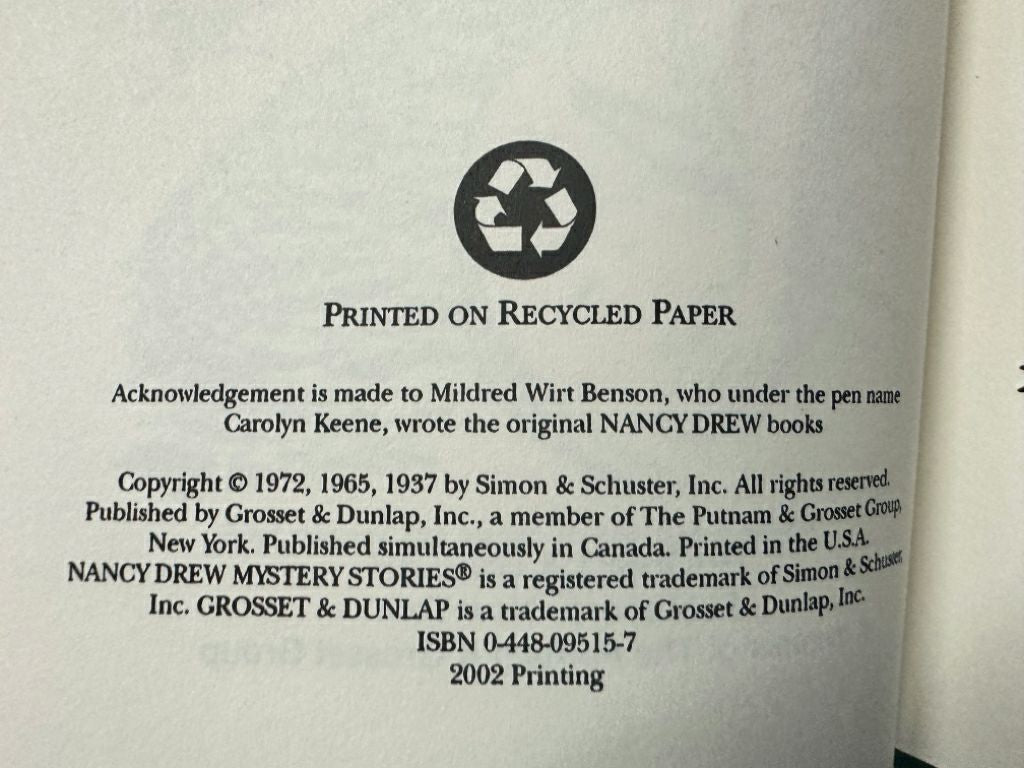 PRINTED ON RECYCLED PAPER
Acknowledgement is made to Mildred Wirt Benson, who under the pen name
Carolyn Keene, wrote the original NANCY DREW books
Copyright © 1972, 1965, 1937 by Simon & Schuster, Inc. All rights reserved.
Published by Grosset & Dunlap, Inc., a member of The Putnam & Grosset Group,
New York. Published simultaneously in Canada. Printed in the U.S.A.
NANCY DREW MYSTERY STORIES® is a registered trademark of Simon & Schuster,
Inc. GROSSET & DUNLAP is a trademark of Grosset & Dunlap, Inc.
ISBN 0-448-09515-7
2002 Printing